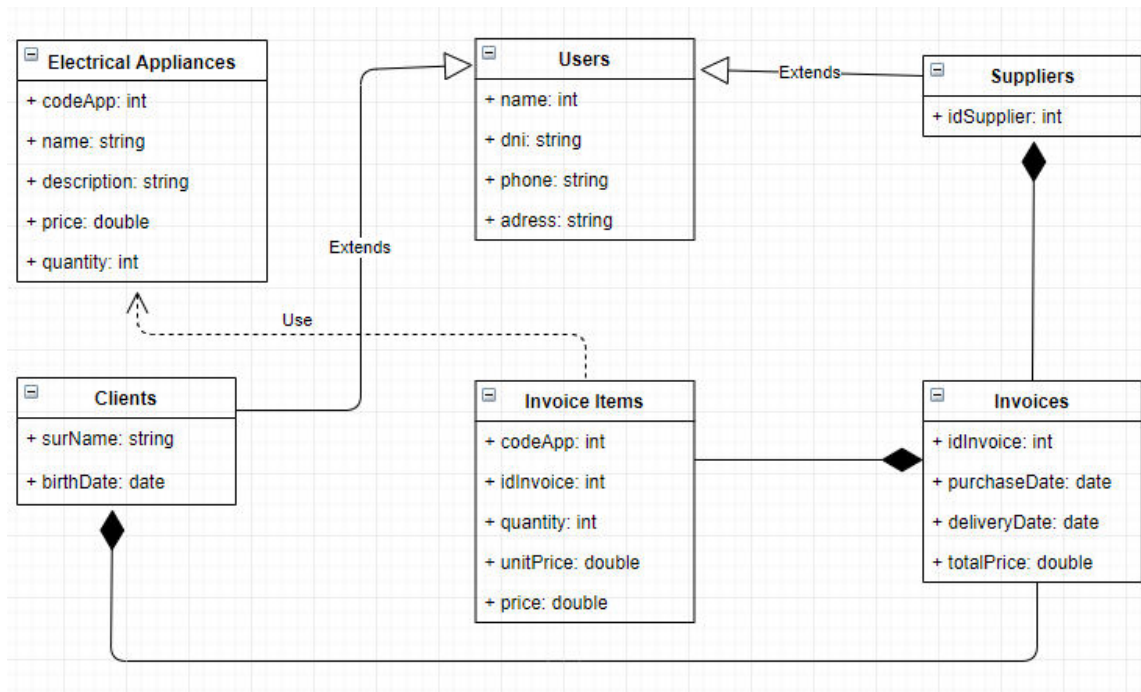 Electrical Appliances
+ codeApp: int
+ name: string
+ description: string
+ price: double
+ quantity: int
Users
+ name: int
+ dni: string
+ phone: string
+ adress: string
Extends
Suppliers
+ idSupplier: int
Extends
Use
Clients
+ surName: string
+ birthDate: date
Invoice Items
+ codeApp: int
+ idInvoice: int
+ quantity: int
+ unitPrice: double
+ price: double
Invoices
+ idInvoice: int
+ purchaseDate: date
+ deliveryDate: date
+ totalPrice: double